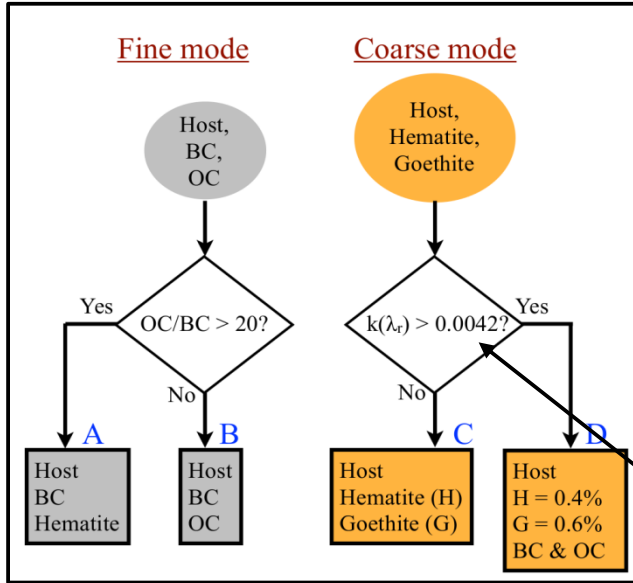 Fine mode
Coarse mode
Host,
BC,
OC
Host,
Hematite,
Goethite
Yes
OC/BC > 20?
No
k(λr) > 0.0042?
Yes
No
A
B
C
D
Host
BC
Hematite
Host
BC
OC
Host
Hematite (H)
Goethite (G)
Host
H = 0.4%
G = 0.6%
BC & OC